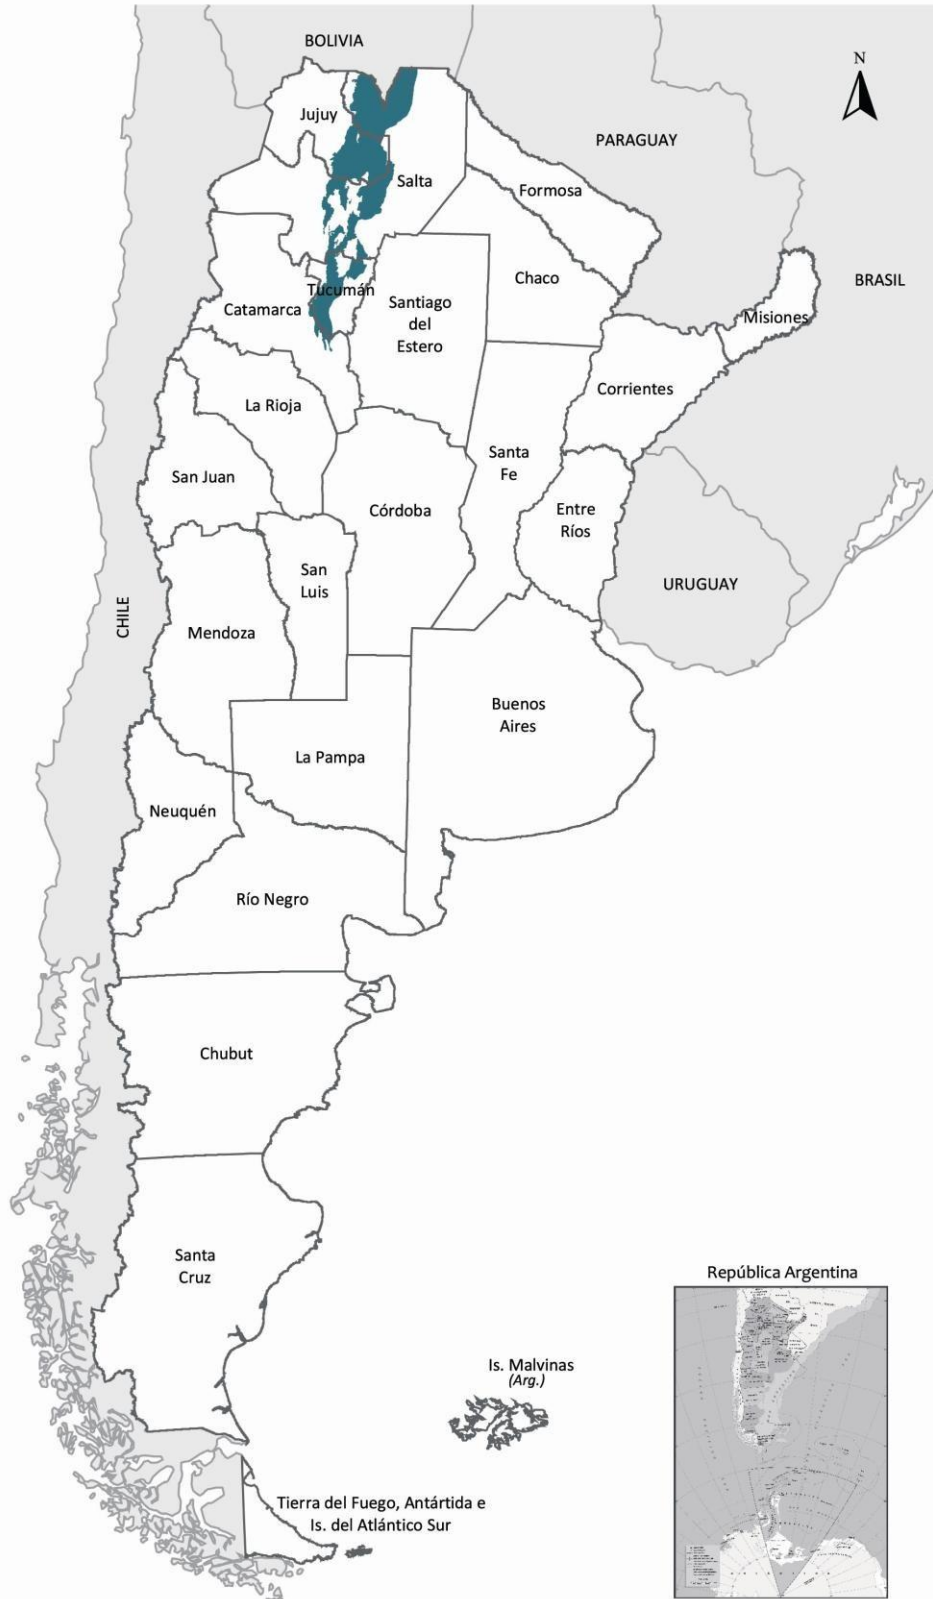 BOLIVIA
N
Jujuy
PARAGUAY
Salta
Formosa
Chaco
BRASIL
Tucumán
Catamarca
Santiago
del
Estero
Misiones
Corrientes
La Rioja
Santa
Fe
San Juan
Córdoba
Entre
Ríos
San
Luis
URUGUAY
CHILE
Mendoza
Buenos
Aires
La Pampa
Neuquén
Río Negro
Chubut
Santa
Cruz
República Argentina
Is. Malvinas
(Arg.)
Tierra del Fuego, Antártida e
Is. del Atlántico Sur